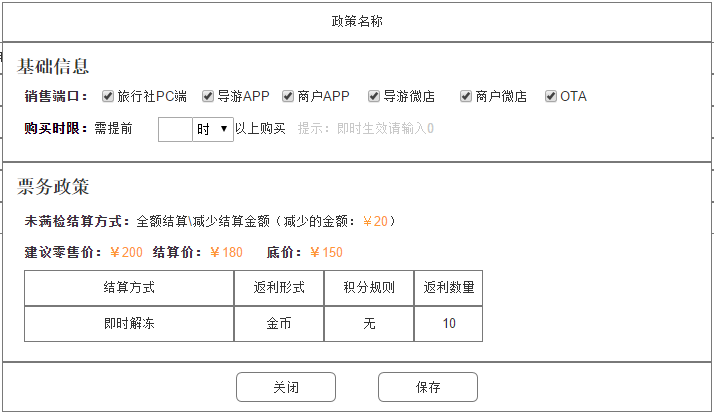 政策名称
基础信息
销售端口： 旅行社PC端 导游APP 商户APP 导游微店 商户微店 OTA
购买时限：需提前 时 以上购买 提示：即时生效请输入0
票务政策
未满检结算方式：全额结算\减少结算金额（减少的金额：￥20）
建议零售价：￥200 结算价：￥180 底价：￥150
结算方式 返利形式 积分规则 返利数量
即时解冻 金币 无 10
关闭 保存